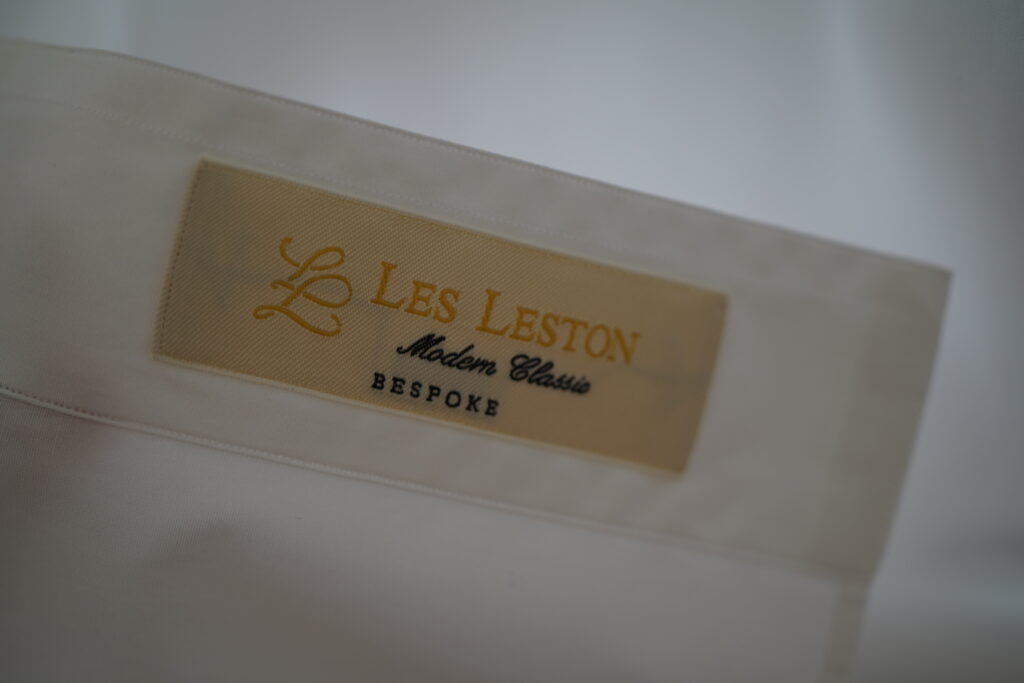 LL
LES LESTON
Modern Classic
BESPOKE